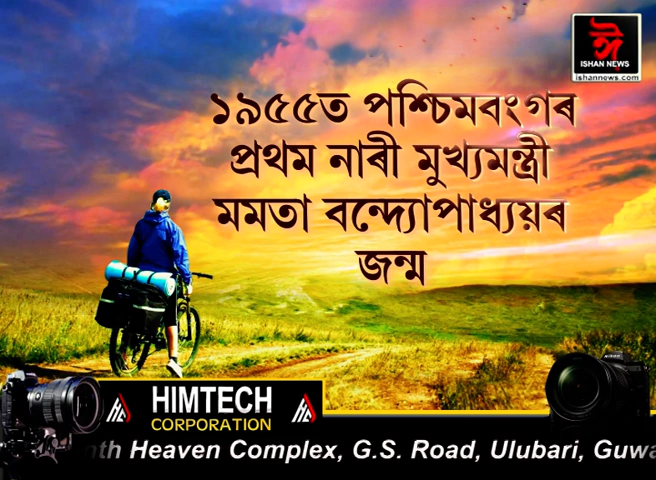 ঈ
ISHAN NEWS
ishannews.com
১৯৫৫ত পশ্চিমবংগৰ
প্ৰথম নাৰী মুখ্যমন্ত্ৰী
মমতা বন্দ্যোপাধ্যয়ৰ
জন্ম
HIMTECH
CORPORATION
Heaven Complex, G.S. Road, Ulubari,